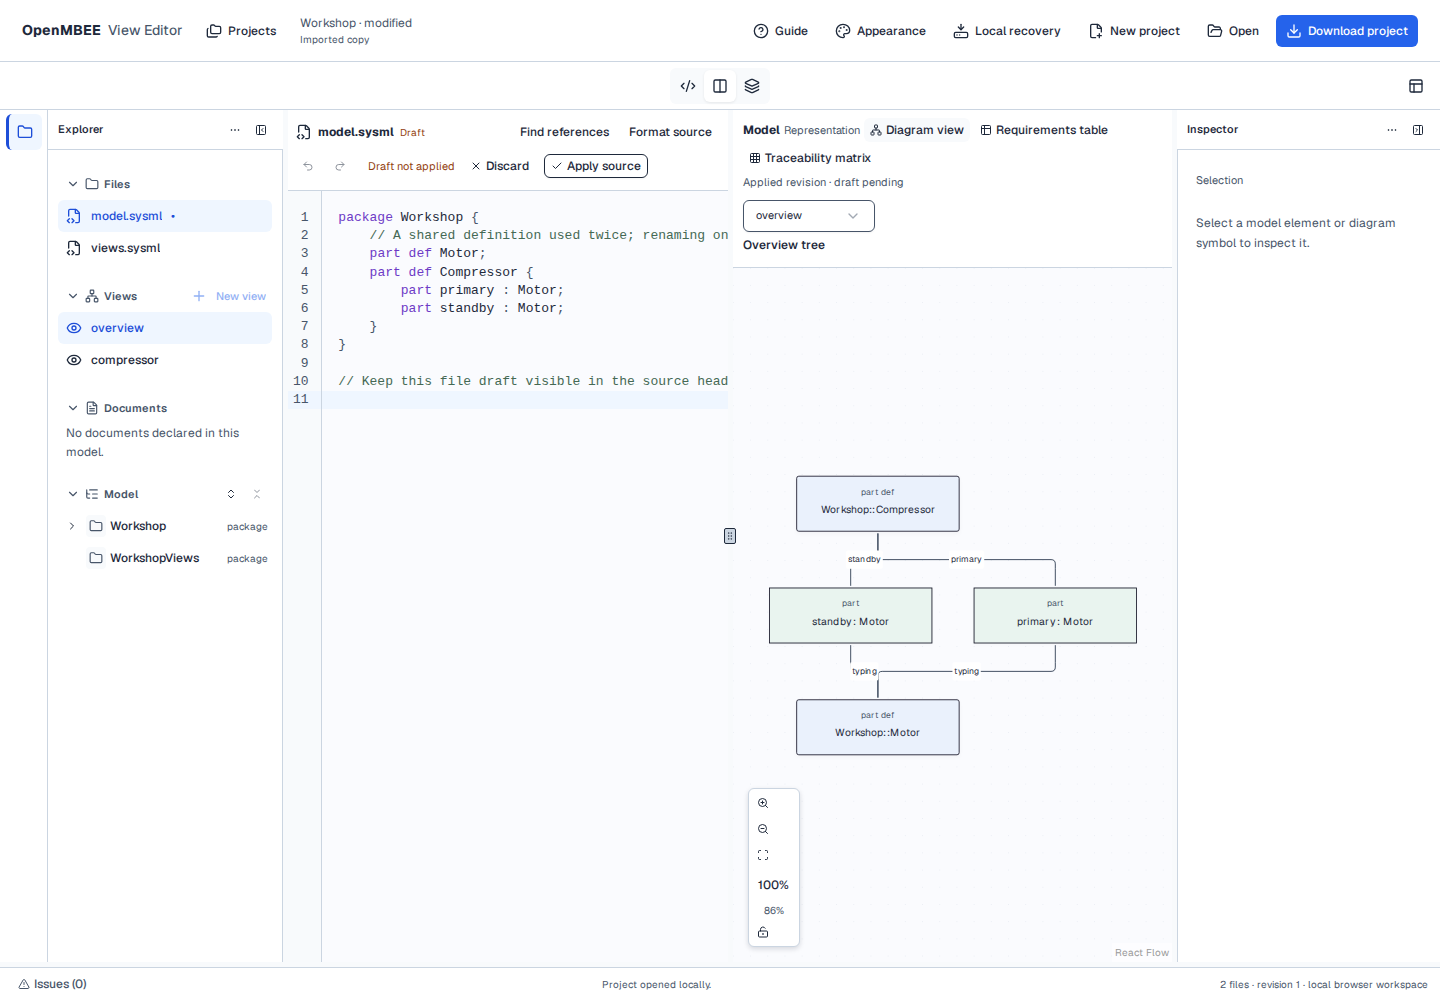 OpenMBEE View Editor
Projects
Workshop · modified
Imported copy
Guide
Appearance
Local recovery
New project
Open
Download project
Explorer
Files
model.sysml •
views.sysml
Views
New view
overview
compressor
Documents
No documents declared in this
model.
Model
Workshop package
WorkshopViews package
model.sysml Draft
Find references
Format source
Draft not applied
Discard
Apply source
1 package Workshop {
2 // A shared definition used twice; renaming on
3 part def Motor;
4 part def Compressor {
5 part primary : Motor;
6 part standby : Motor;
7 }
8 }
9
10 // Keep this file draft visible in the source head
11
Model Representation
Diagram view
Requirements table
Traceability matrix
Applied revision · draft pending
overview
Overview tree
part def
Workshop::Compressor
standby
primary
part
standby: Motor
part
primary: Motor
typing
typing
part def
Workshop::Motor
100%
86%
React Flow
Inspector
Selection
Select a model element or diagram
symbol to inspect it.
Issues (0)
Project opened locally.
2 files · revision 1 · local browser workspace